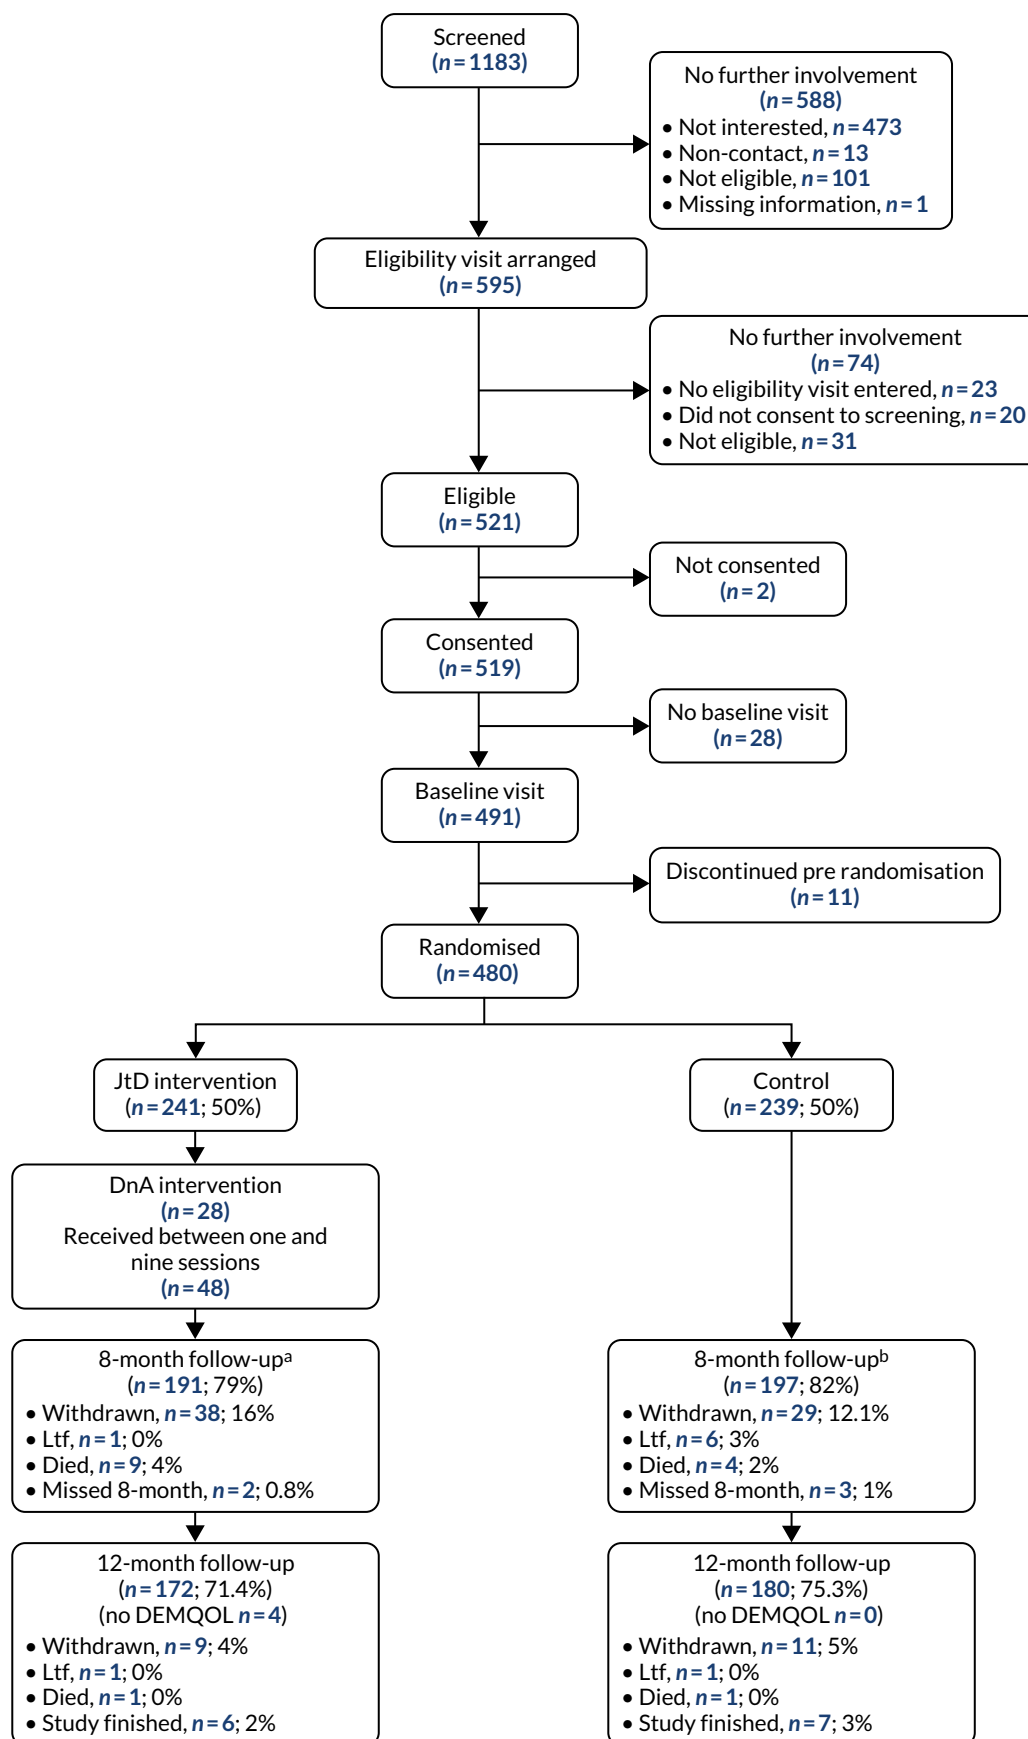 Screened
(n = 1183)
No further involvement
(n = 588)
• Not interested, n = 473
• Non-contact, n = 13
• Not eligible, n = 101
• Missing information, n = 1
Eligibility visit arranged
(n = 595)
No further involvement
(n = 74)
• No eligibility visit entered, n = 23
• Did not consent to screening, n = 20
• Not eligible, n = 31
Eligible
(n = 521)
Not consented
(n = 2)
Consented
(n = 519)
No baseline visit
(n = 28)
Baseline visit
(n = 491)
Discontinued pre randomisation
(n = 11)
Randomised
(n = 480)
JtD intervention
(n = 241; 50%)
Control
(n = 239; 50%)
DnA intervention
(n = 28)
Received between one and
nine sessions
(n = 48)
8-month follow-upᵃ
(n = 191; 79%)
• Withdrawn, n = 38; 16%
• Ltf, n = 1; 0%
• Died, n = 9; 4%
• Missed 8-month, n = 2; 0.8%
8-month follow-upᵇ
(n = 197; 82%)
• Withdrawn, n = 29; 12.1%
• Ltf, n = 6; 3%
• Died, n = 4; 2%
• Missed 8-month, n = 3; 1%
12-month follow-up
(n = 172; 71.4%)
(no DEMQOL n = 4)
• Withdrawn, n = 9; 4%
• Ltf, n = 1; 0%
• Died, n = 1; 0%
• Study finished, n = 6; 2%
12-month follow-up
(n = 180; 75.3%)
(no DEMQOL n = 0)
• Withdrawn, n = 11; 5%
• Ltf, n = 1; 0%
• Died, n = 1; 0%
• Study finished, n = 7; 3%